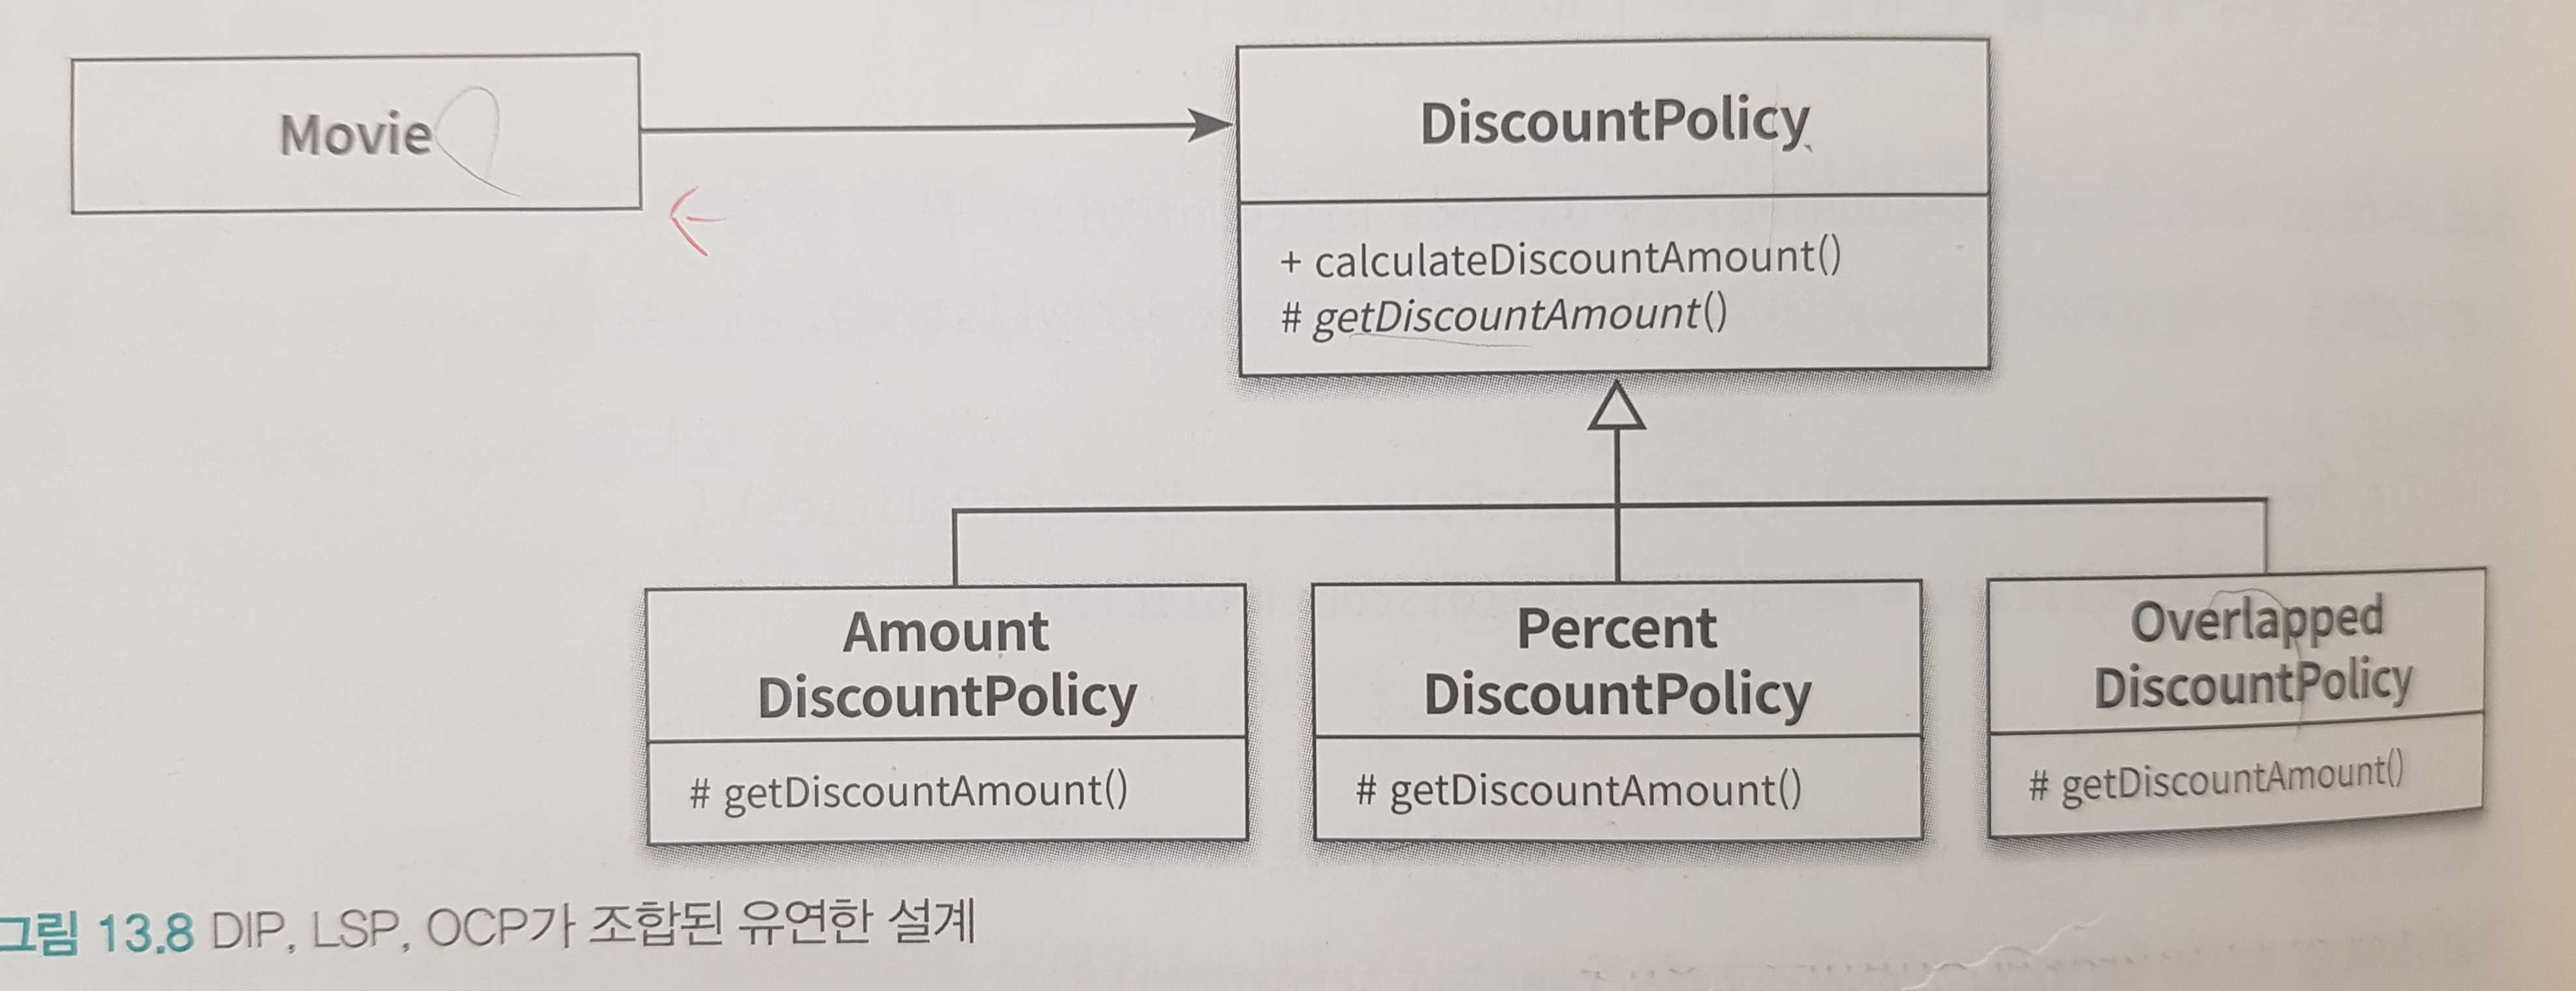 Movie
DiscountPolicy
+ calculateDiscountAmount()
# getDiscountAmount()
Amount
DiscountPolicy
# getDiscountAmount()
Percent
DiscountPolicy
# getDiscountAmount()
Overlapped
DiscountPolicy
# getDiscountAmount()
그림 13.8 DIP, LSP, OCP가 조합된 유연한 설계